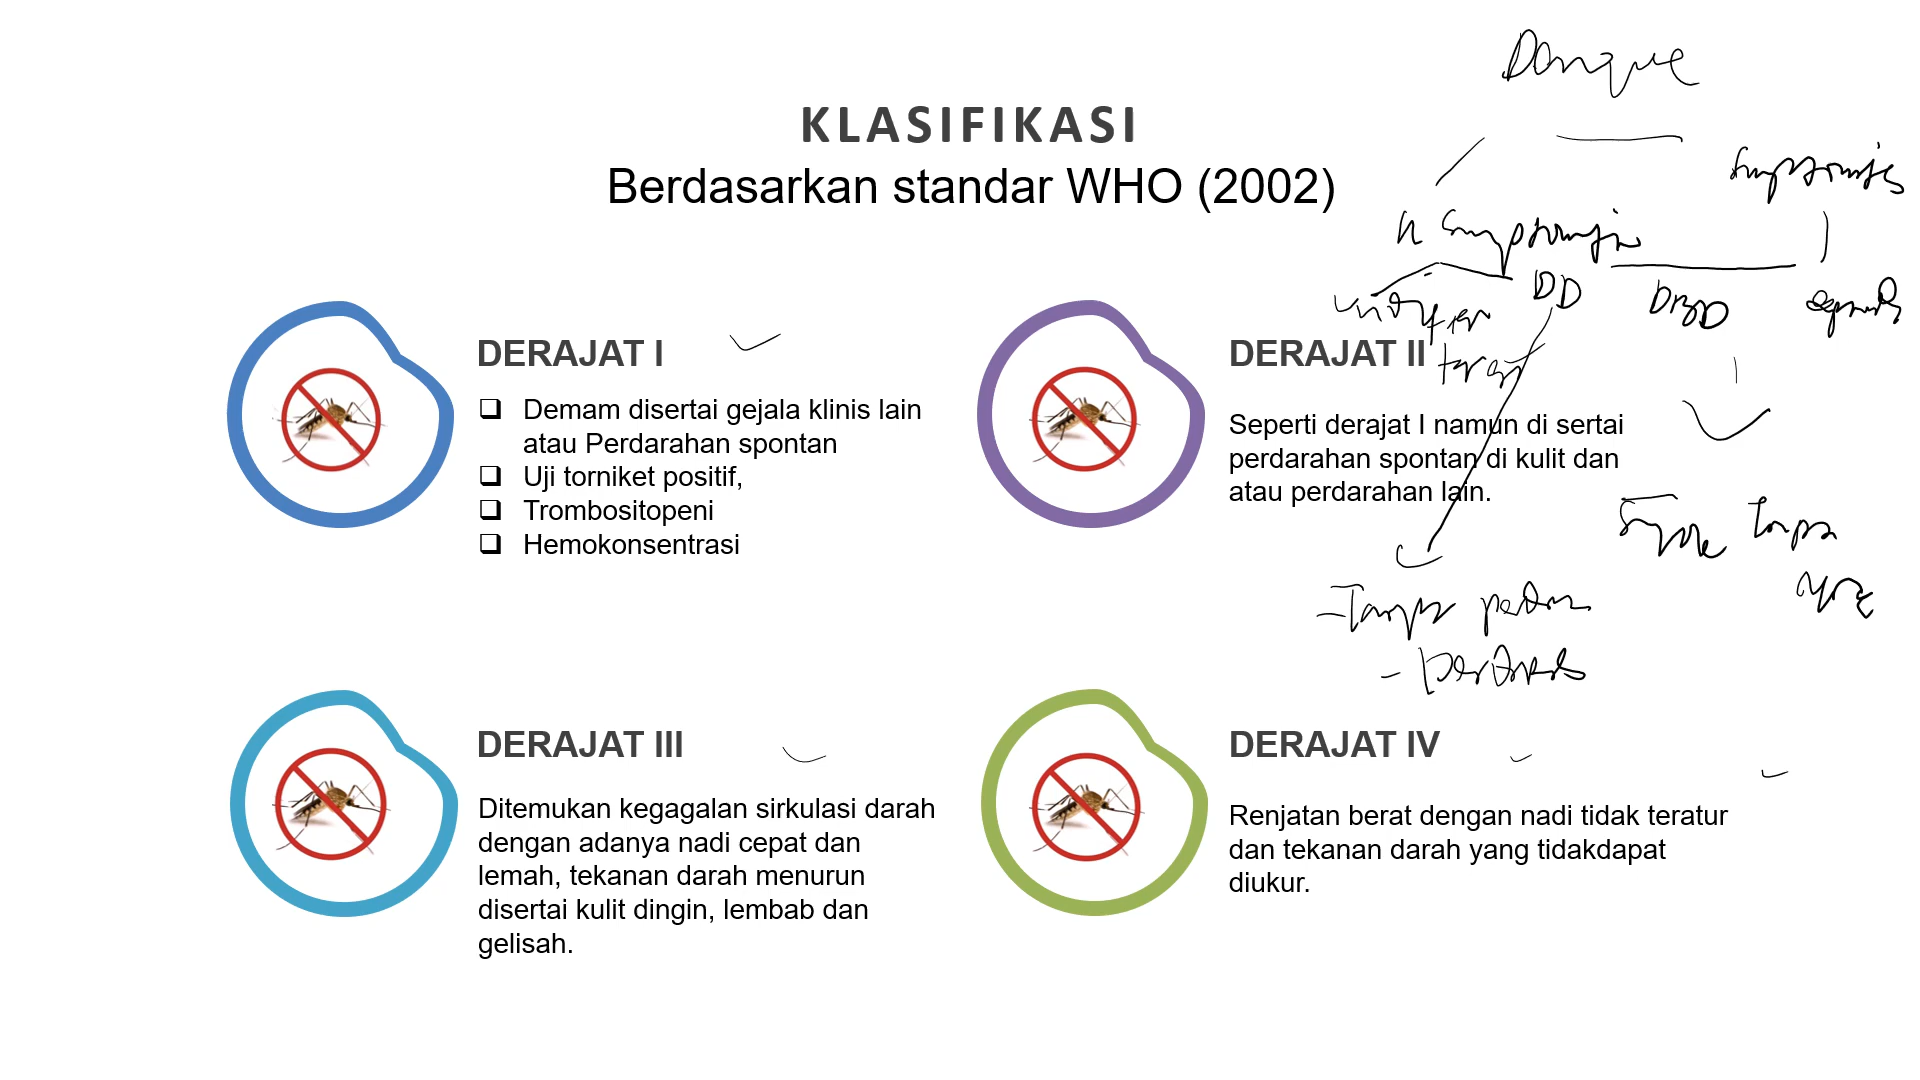 KLASIFIKASI
Berdasarkan standar WHO (2002)
DERAJAT I
❑ Demam disertai gejala klinis lain
atau Perdarahan spontan
❑ Uji torniket positif,
❑ Trombositopeni
❑ Hemokonsentrasi
DERAJAT II
Seperti derajat I namun di sertai
perdarahan spontan di kulit dan
atau perdarahan lain.
DERAJAT III
Ditemukan kegagalan sirkulasi darah
dengan adanya nadi cepat dan
lemah, tekanan darah menurun
disertai kulit dingin, lembab dan
gelisah.
DERAJAT IV
Renjatan berat dengan nadi tidak teratur
dan tekanan darah yang tidakdapat
diukur.
Dengue
DD
DBD